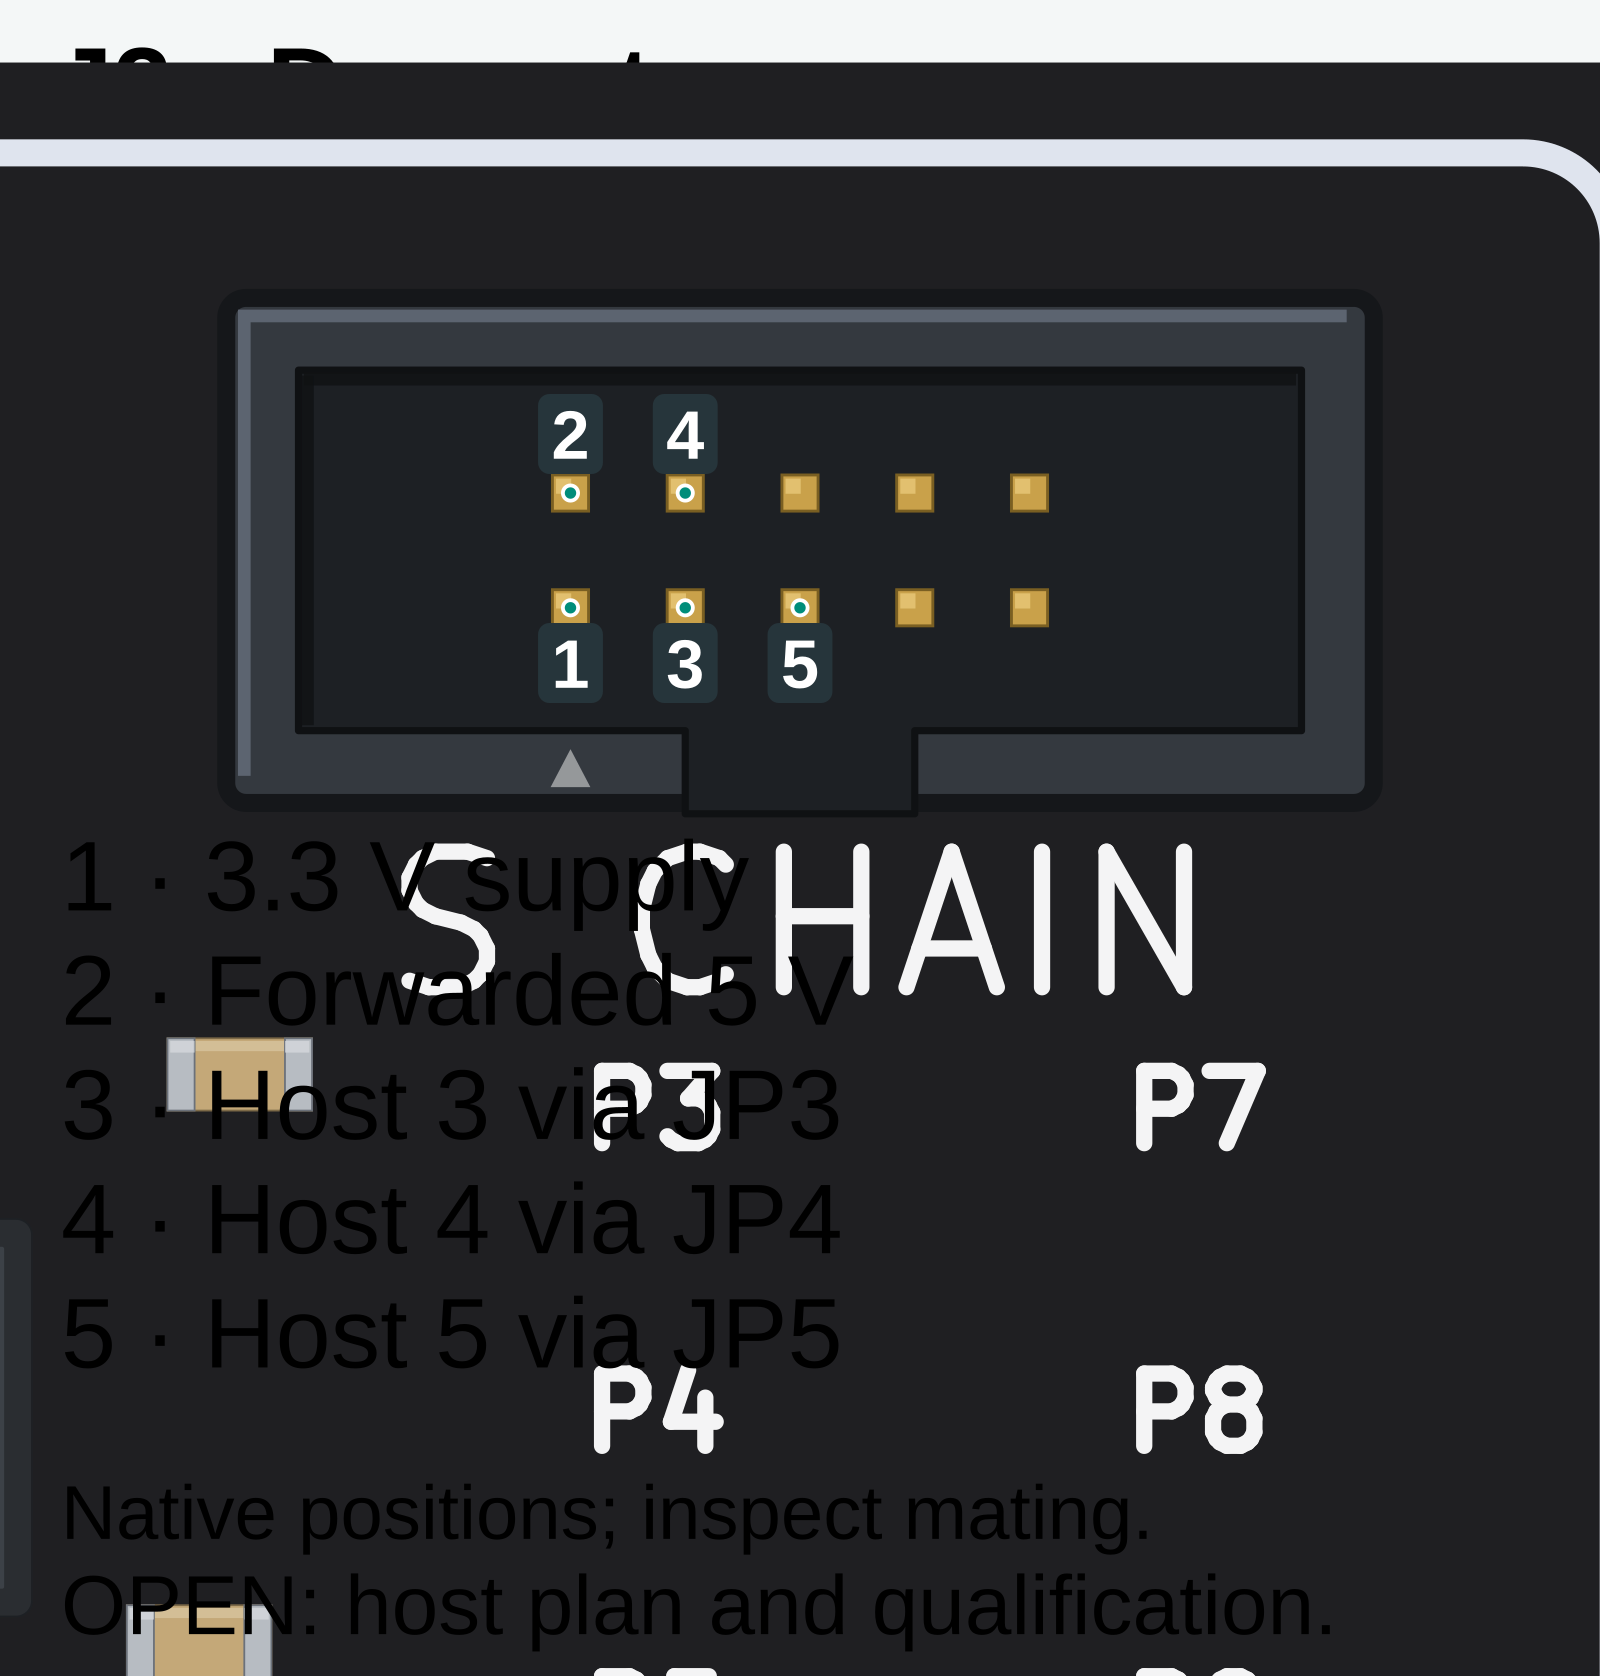 2 4
1 3 5
S CHAIN
1 · 3.3 V supply
2 · Forwarded 5 V
3 · Host 3 via JP3
P3 P7
4 · Host 4 via JP4
5 · Host 5 via JP5
P4 P8
Native positions; inspect mating.
OPEN: host plan and qualification.